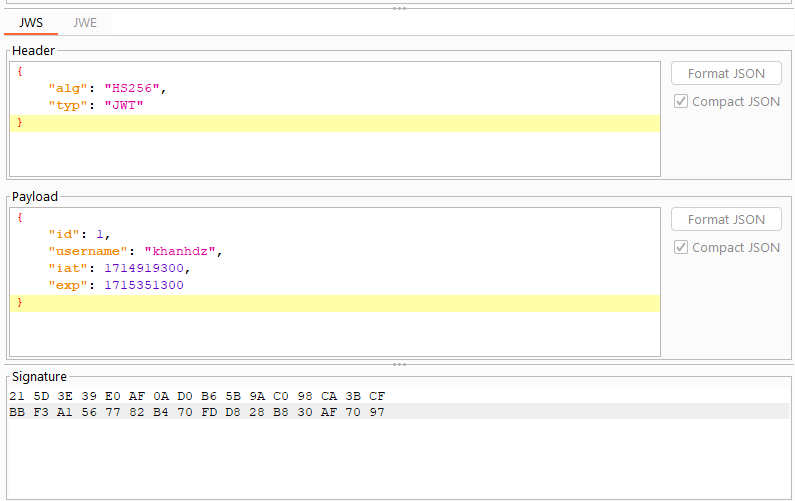 JWS JWE
Header
{
"alg": "HS256",
"typ": "JWT"
}
Format JSON
Compact JSON
Payload
{
"id": 1,
"username": "khanhdz",
"iat": 1714919300,
"exp": 1715351300
}
Format JSON
Compact JSON
Signature
21 5D 3E 39 E0 AF 0A D0 B6 5B 9A C0 98 CA 3B CF
BB F3 A1 56 77 82 B4 70 FD D8 28 B8 30 AF 70 97